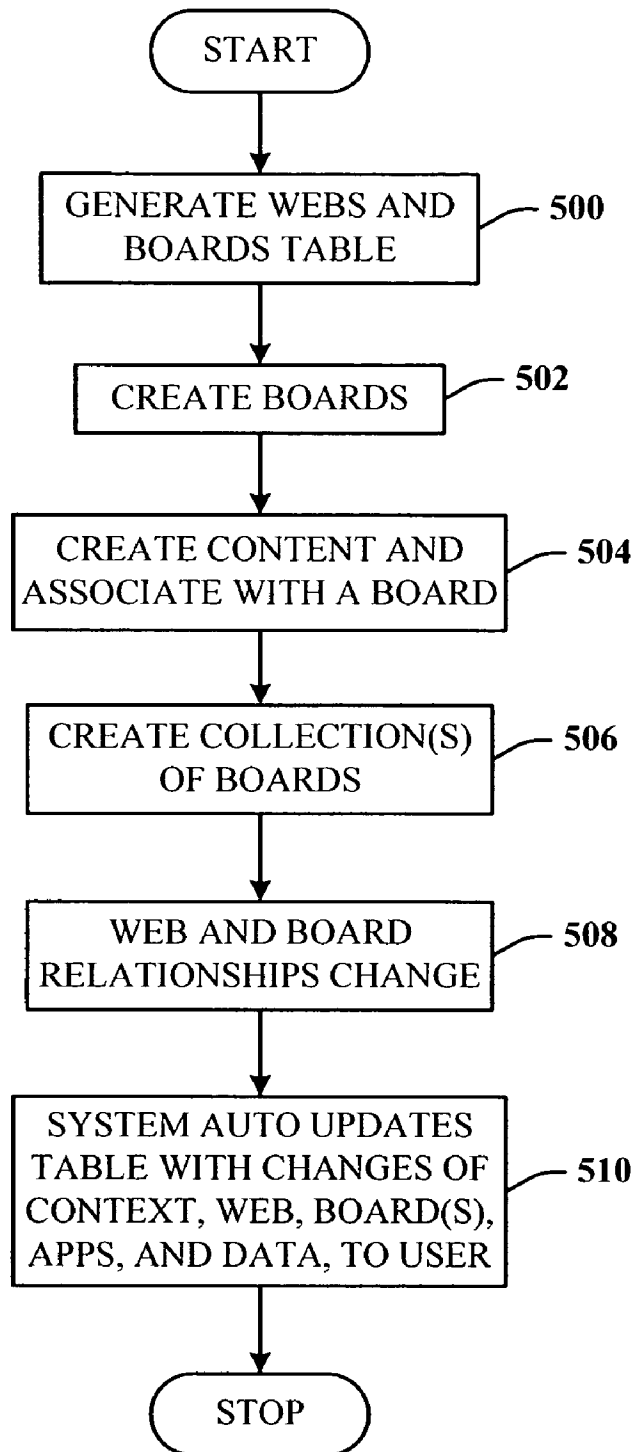 START
GENERATE WEBS AND
BOARDS TABLE
500
CREATE BOARDS
502
CREATE CONTENT AND
ASSOCIATE WITH A BOARD
504
CREATE COLLECTION(S)
OF BOARDS
506
WEB AND BOARD
RELATIONSHIPS CHANGE
508
SYSTEM AUTO UPDATES
TABLE WITH CHANGES OF
CONTEXT, WEB, BOARD(S),
APPS, AND DATA, TO USER
510
STOP